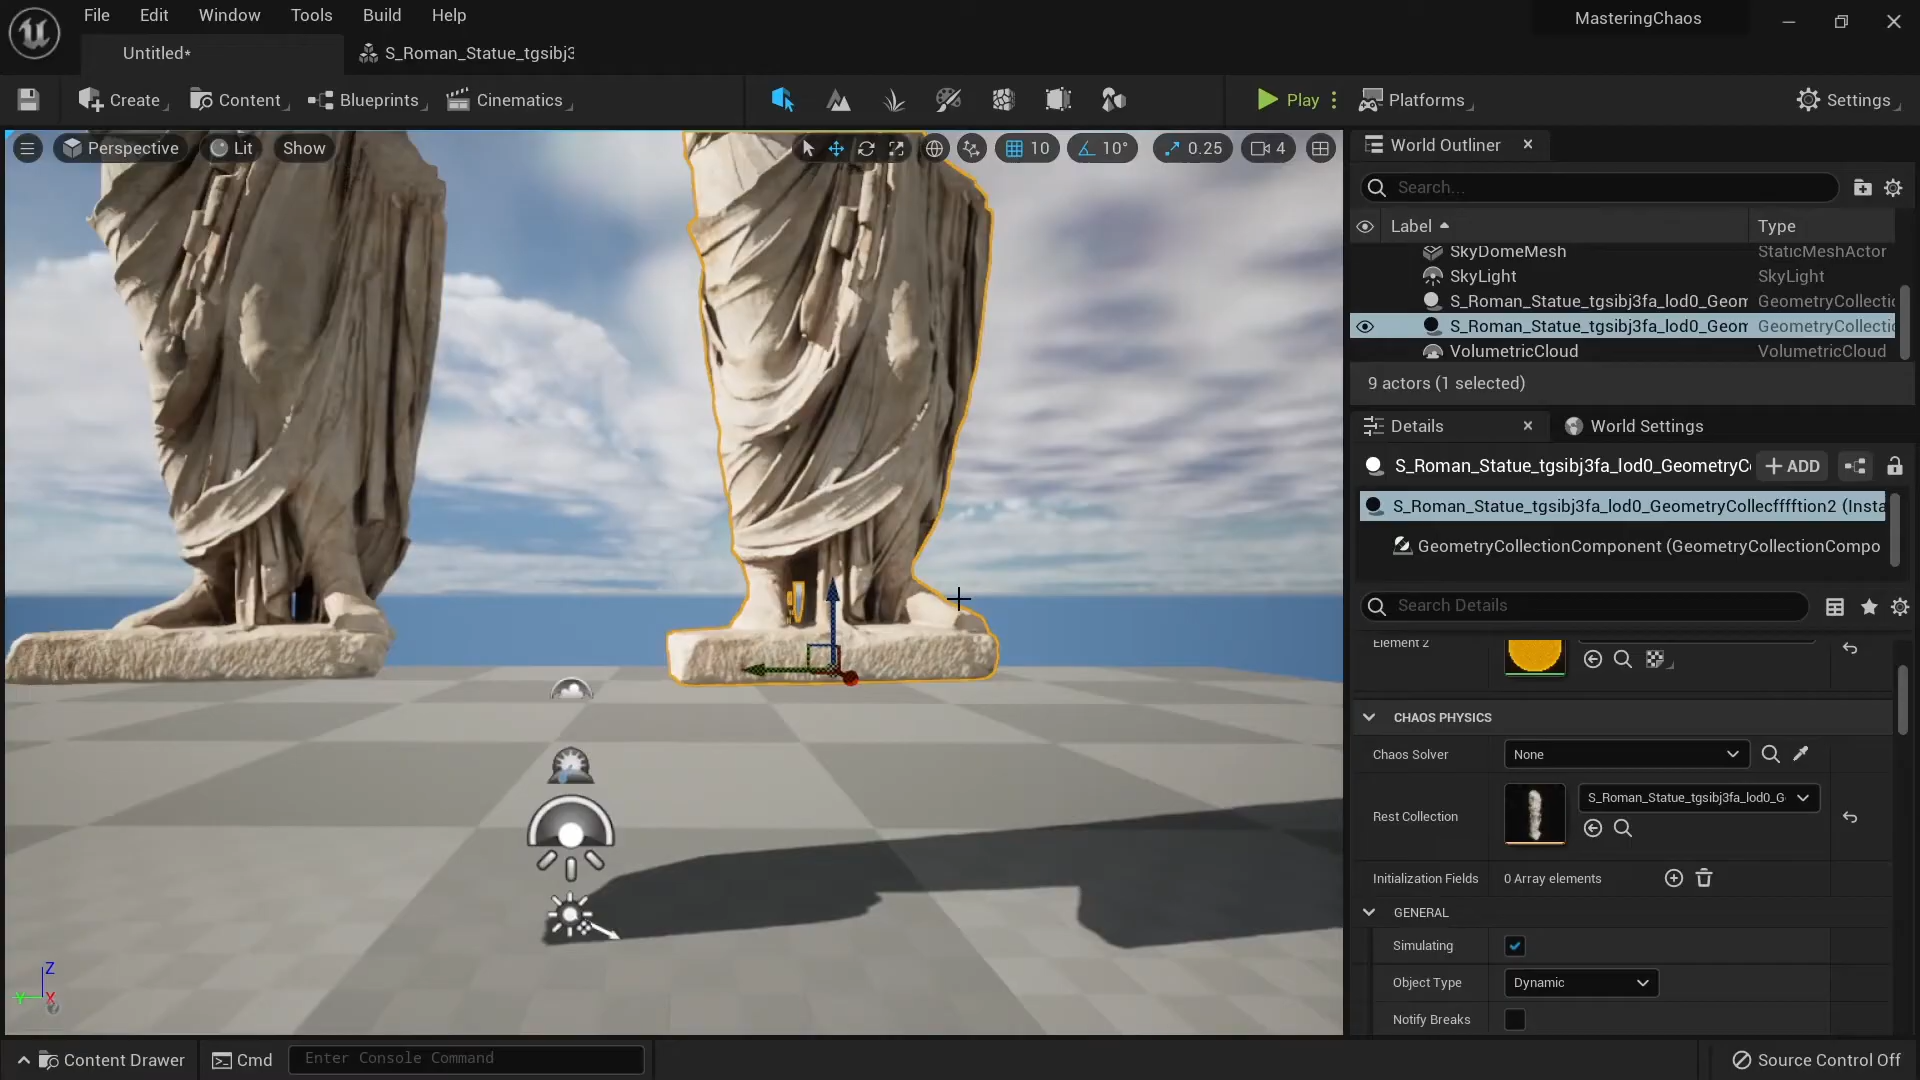 File Edit Window Tools Build Help
MasteringChaos
Untitled*
S_Roman_Statue_tgsibj3
Create
Content
Blueprints
Cinematics
Play
Platforms
Settings
Perspective
Lit
Show
10
10°
0.25
4
World Outliner
Search...
Label
Type
SkyDomeMesh StaticMeshActor
SkyLight SkyLight
S_Roman_Statue_tgsibj3fa_lod0_Geom GeometryCollectic
S_Roman_Statue_tgsibj3fa_lod0_Geom GeometryCollectic
VolumetricCloud VolumetricCloud
9 actors (1 selected)
Details
World Settings
S_Roman_Statue_tgsibj3fa_lod0_GeometryCo
ADD
S_Roman_Statue_tgsibj3fa_lod0_GeometryCollecfffftion2 (Insta
GeometryCollectionComponent (GeometryCollectionCompo
Search Details
Element 2
CHAOS PHYSICS
Chaos Solver None
S_Roman_Statue_tgsibj3fa_lod0_G
Rest Collection
Initialization Fields 0 Array elements
GENERAL
Simulating
Object Type Dynamic
Notify Breaks
Z
Y
X
Content Drawer
Cmd
Enter Console Command
Source Control Off